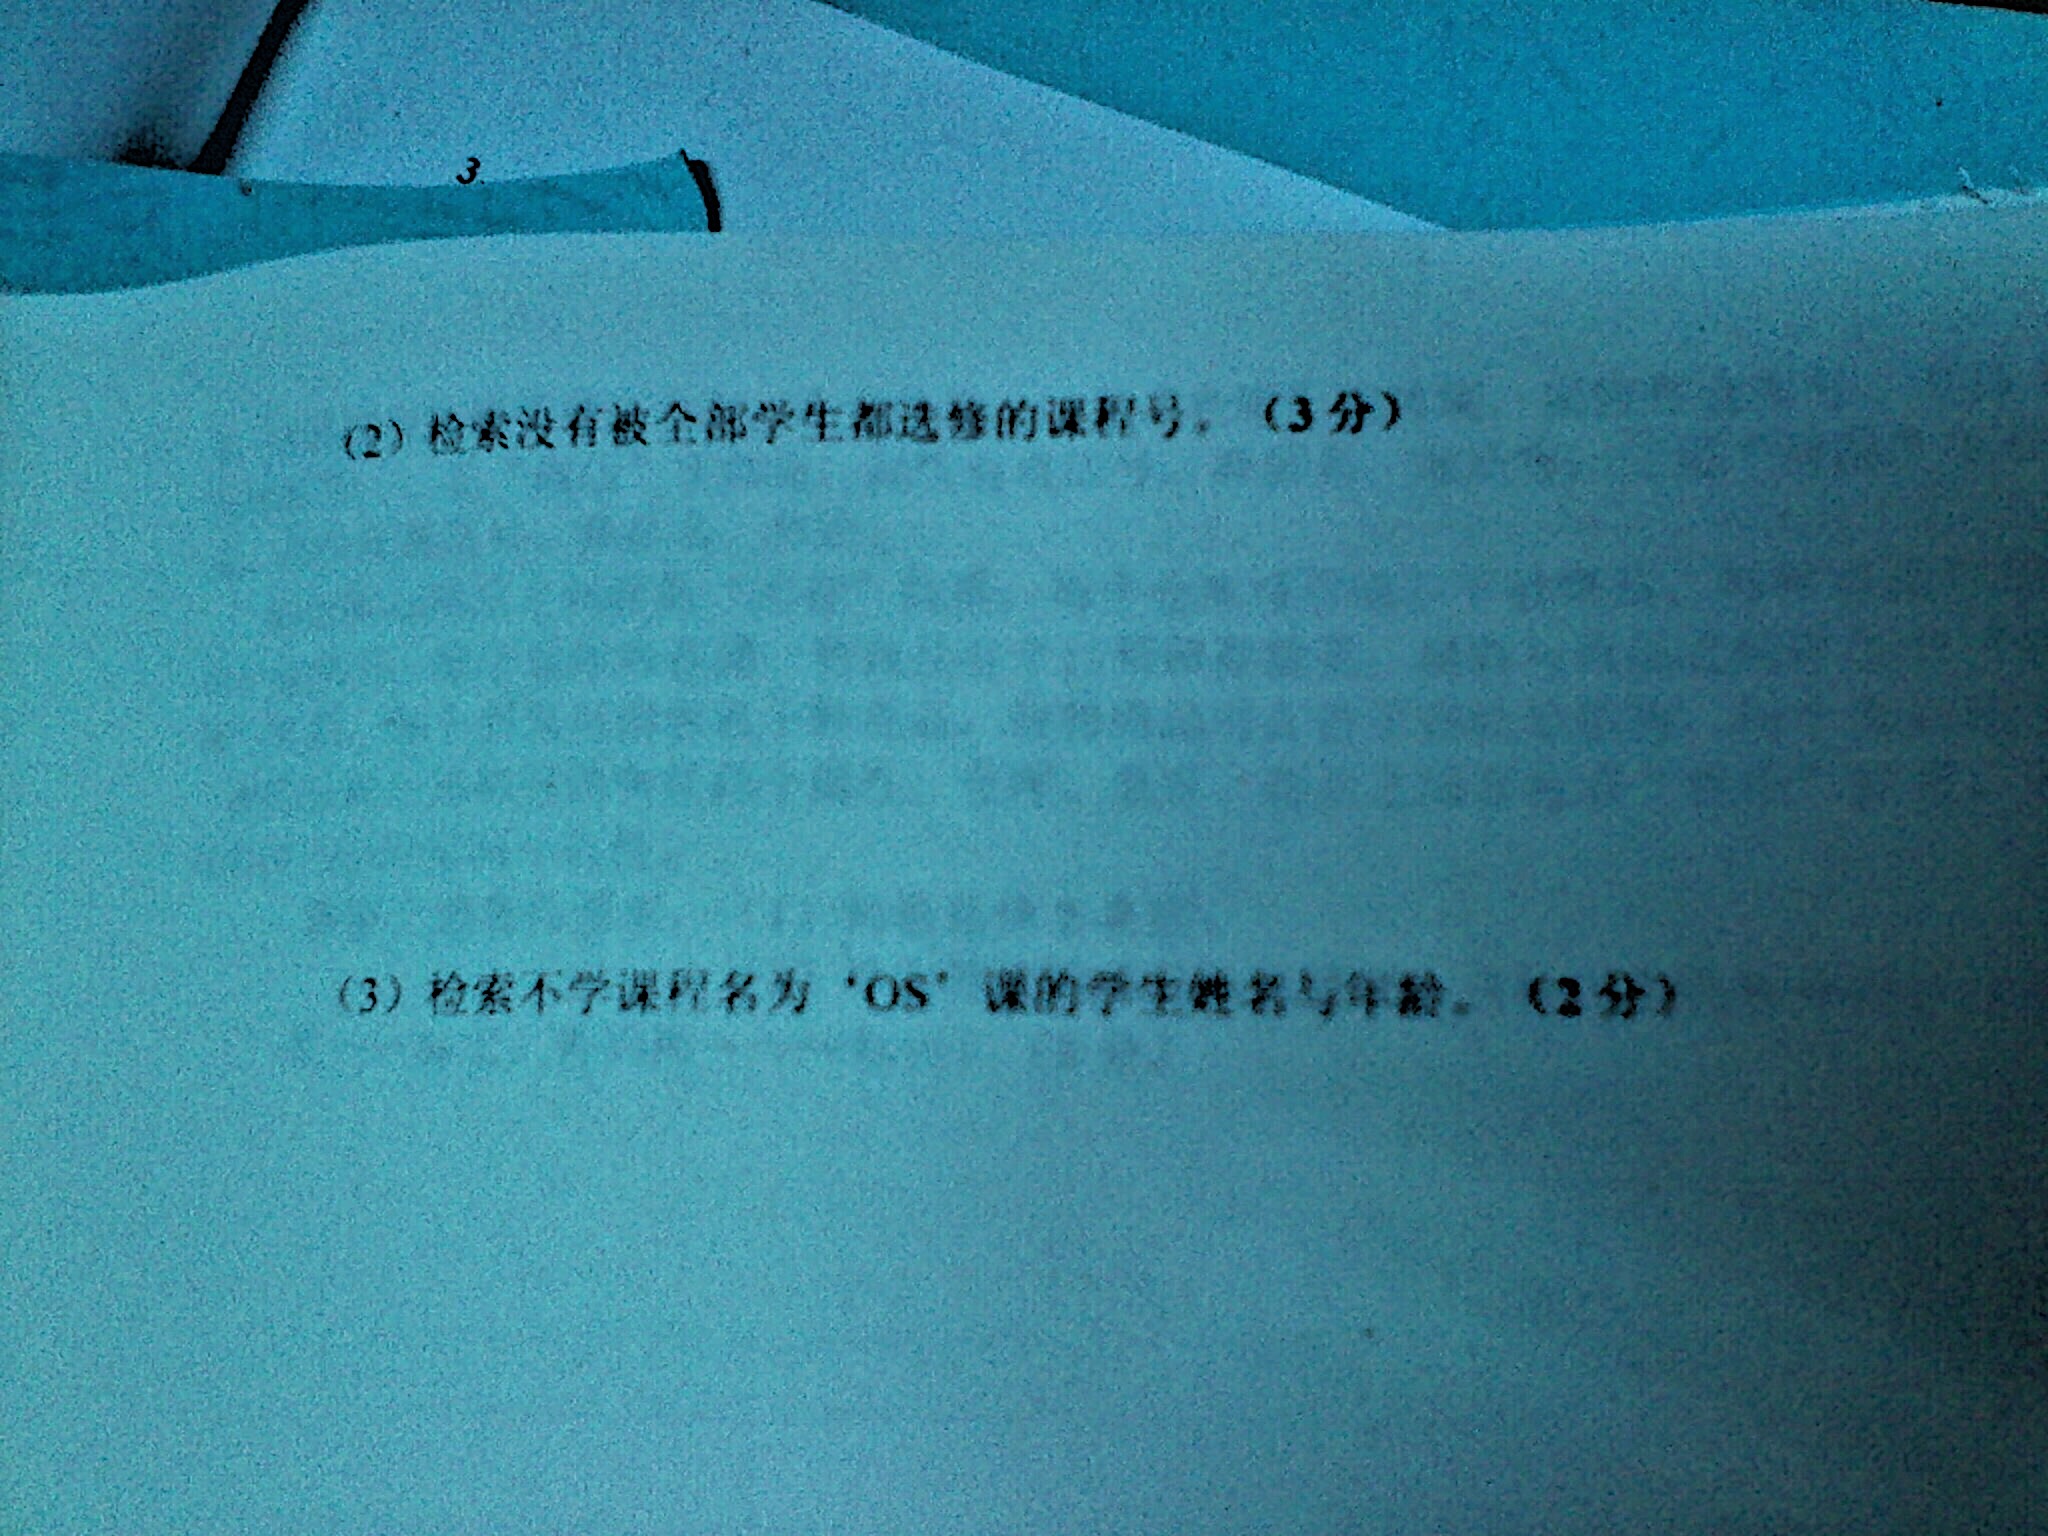 3.
(2) 检索没有被全部学生都选修的课程号。（3 分）
(3) 检索不学课程名为‘OS’课的学生姓名与年龄。（2 分）